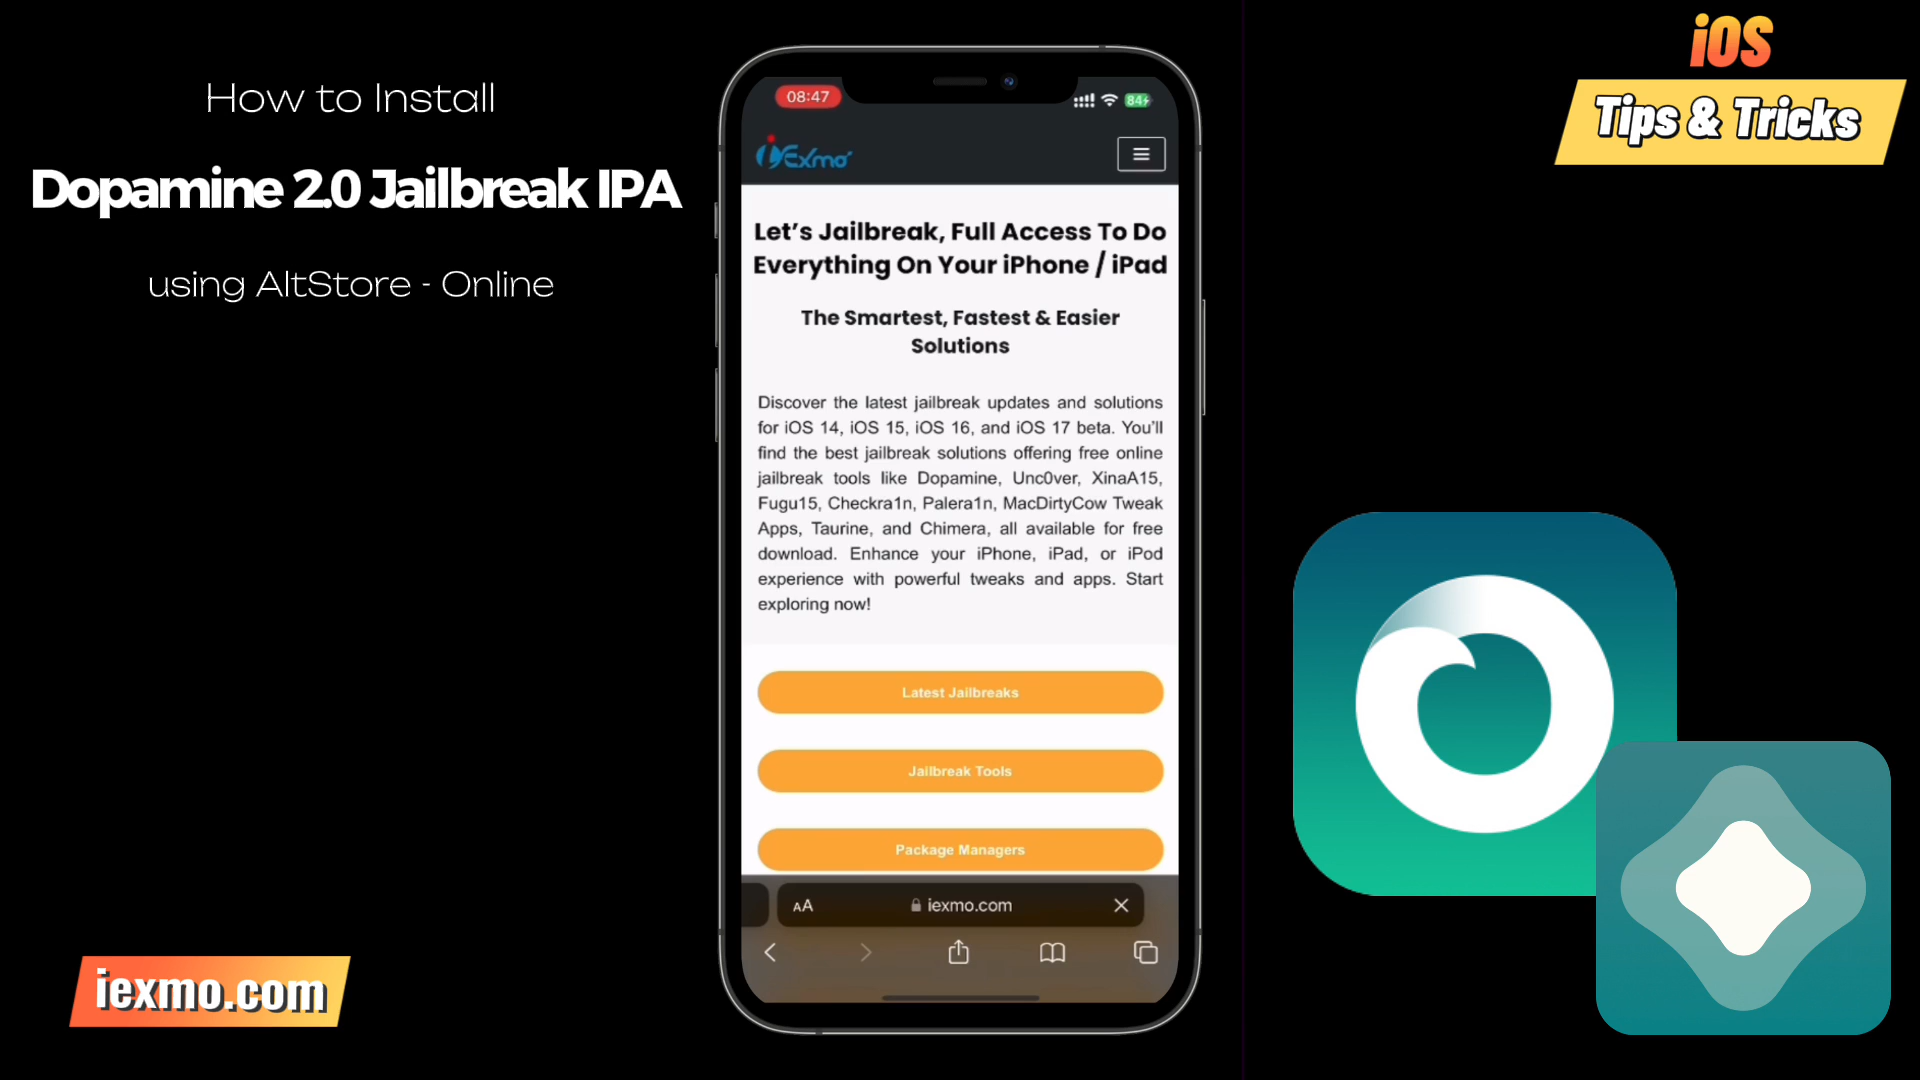 How to Install
Dopamine 2.0 Jailbreak IPA
using AltStore - Online
iexmo.com
08:47
84
iExmo
Let’s Jailbreak, Full Access To Do
Everything On Your iPhone / iPad
The Smartest, Fastest & Easier
Solutions
Discover the latest jailbreak updates and solutions
for iOS 14, iOS 15, iOS 16, and iOS 17 beta. You’ll
find the best jailbreak solutions offering free online
jailbreak tools like Dopamine, Unc0ver, XinaA15,
Fugu15, Checkra1n, Palera1n, MacDirtyCow Tweak
Apps, Taurine, and Chimera, all available for free
download. Enhance your iPhone, iPad, or iPod
experience with powerful tweaks and apps. Start
exploring now!
Latest Jailbreaks
Jailbreak Tools
Package Managers
AA
iexmo.com
iOS
Tips & Tricks